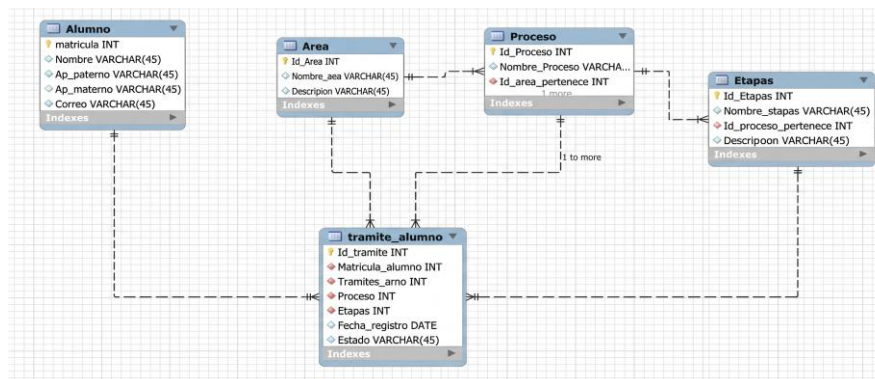 Alumno
matricula INT
Nombre VARCHAR(45)
Ap_paterno VARCHAR(45)
Ap_materno VARCHAR(45)
Correo VARCHAR(45)
Indexes
Area
Id_Area INT
Nombre_aea VARCHAR(45)
Descripion VARCHAR(45)
Indexes
Proceso
Id_Proceso INT
Nombre_Proceso VARCHA...
Id_area_pertenece INT
1 more
Indexes
Etapas
Id_Etapas INT
Nombre_stapas VARCHAR(45)
Id_proceso_pertenece INT
Descripoon VARCHAR(45)
Indexes
1 to more
tramite_alumno
Id_tramite INT
Matricula_alumno INT
Tramites_arno INT
Proceso INT
Etapas INT
Fecha_registro DATE
Estado VARCHAR(45)
Indexes